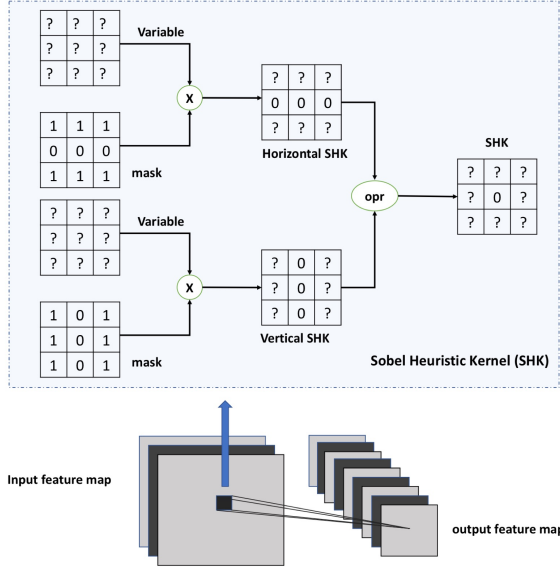 ? ? ?
? ? ?
? ? ?
Variable
X
1 1 1
0 0 0
1 1 1
mask
? ? ?
0 0 0
? ? ?
Horizontal SHK
? ? ?
? ? ?
? ? ?
Variable
X
1 0 1
1 0 1
1 0 1
mask
? 0 ?
? 0 ?
? 0 ?
Vertical SHK
opr
SHK
? ? ?
? 0 ?
? ? ?
Sobel Heuristic Kernel (SHK)
Input feature map
output feature map